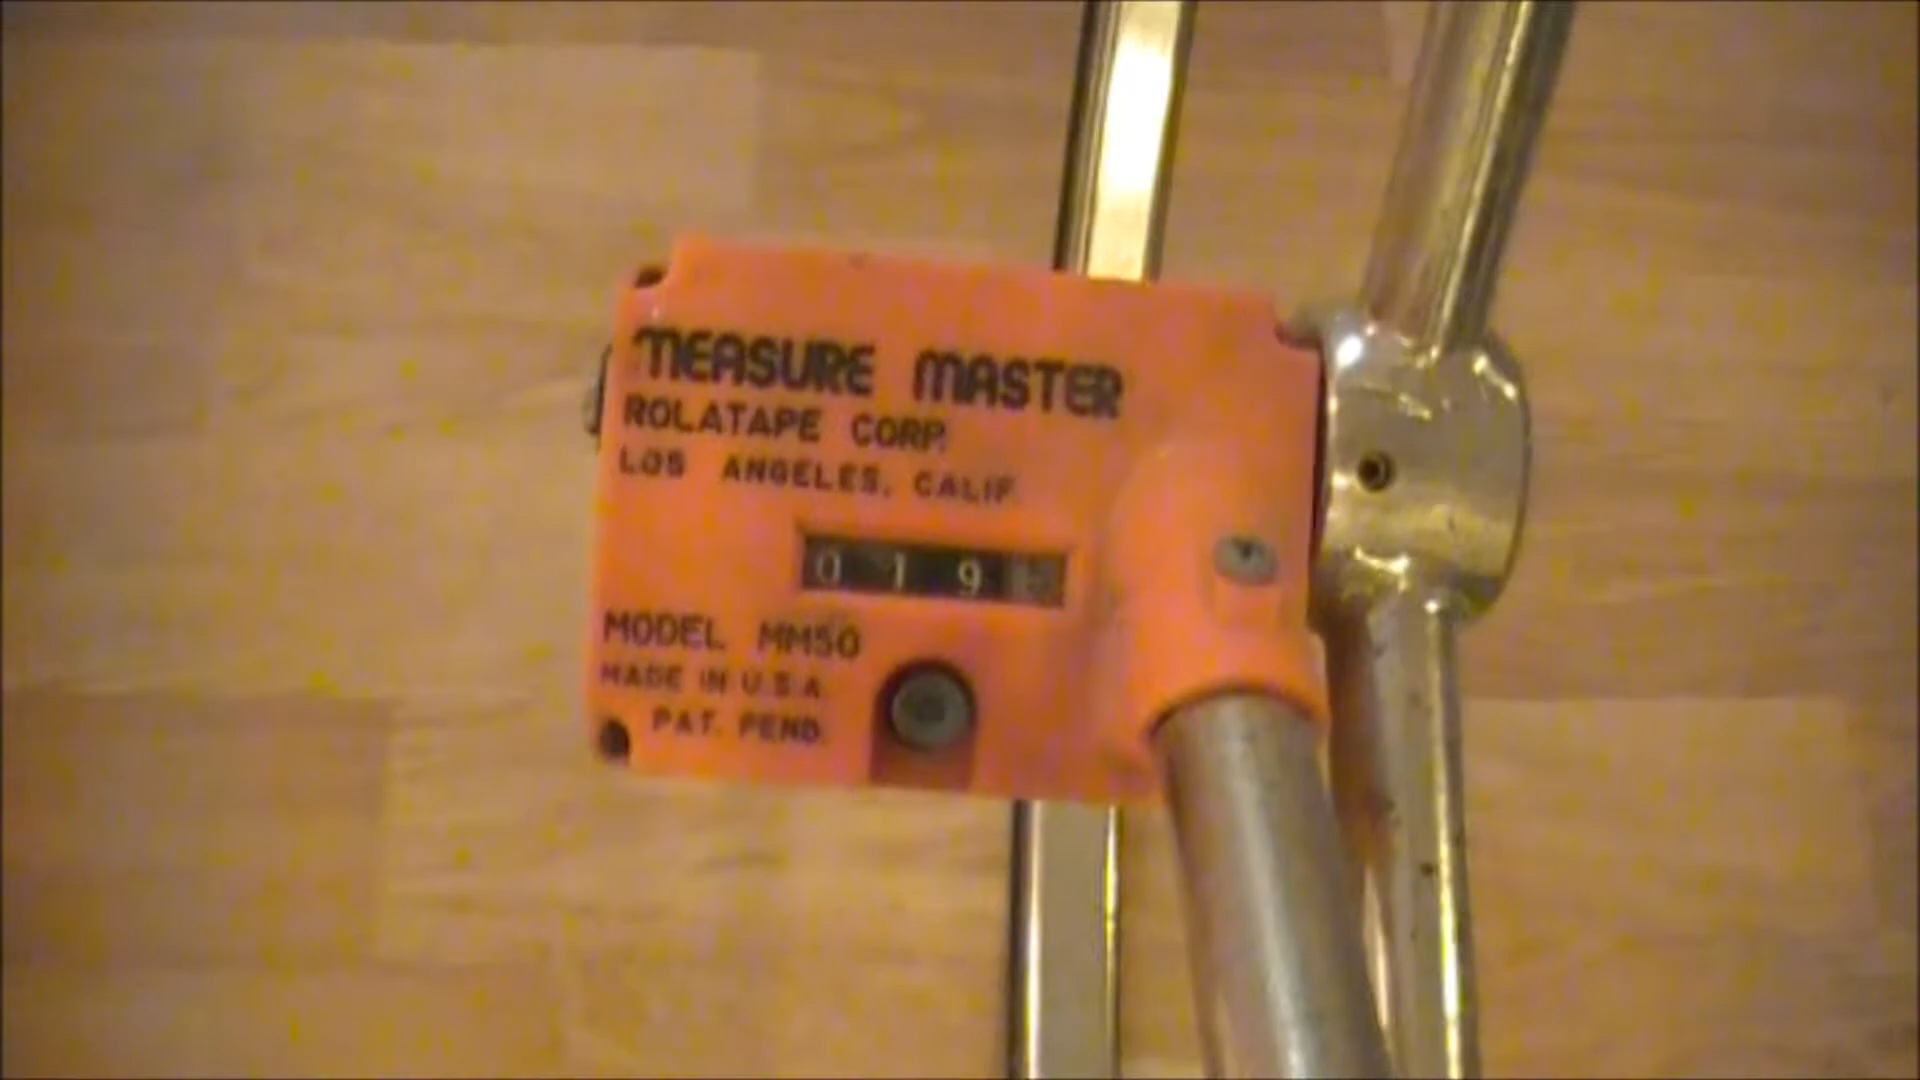 MEASURE MASTER
ROLATAPE CORP.
LOS ANGELES, CALIF.
0 1 9
MODEL MM50
MADE IN U.S.A.
PAT. PEND.